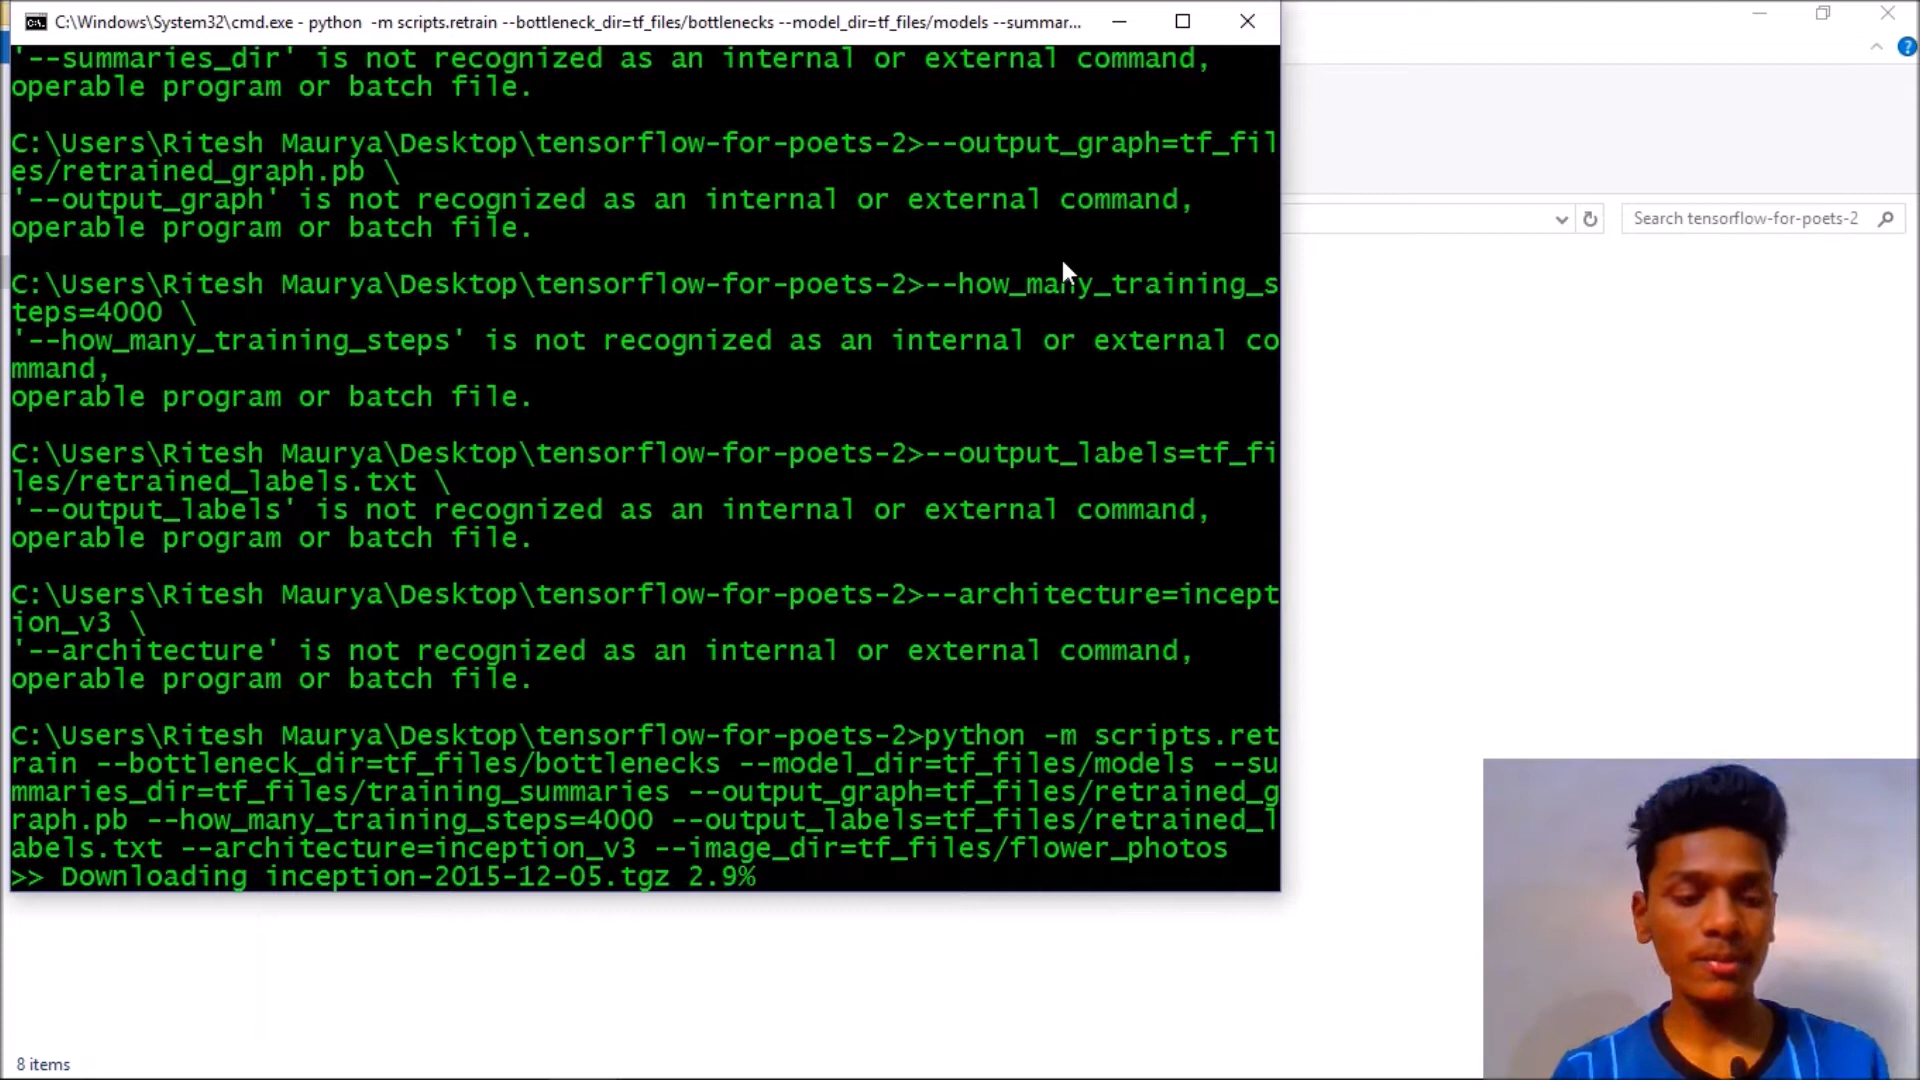 C:\Windows\System32\cmd.exe - python -m scripts.retrain --bottleneck_dir=tf_files/bottlenecks --model_dir=tf_files/models --summar...
'--summaries_dir' is not recognized as an internal or external command,
operable program or batch file.
C:\Users\Ritesh Maurya\Desktop\tensorflow-for-poets-2>--output_graph=tf_fil
es/retrained_graph.pb \
'--output_graph' is not recognized as an internal or external command,
operable program or batch file.
C:\Users\Ritesh Maurya\Desktop\tensorflow-for-poets-2>--how_many_training_s
teps=4000 \
'--how_many_training_steps' is not recognized as an internal or external co
mmand,
operable program or batch file.
C:\Users\Ritesh Maurya\Desktop\tensorflow-for-poets-2>--output_labels=tf_fi
les/retrained_labels.txt \
'--output_labels' is not recognized as an internal or external command,
operable program or batch file.
C:\Users\Ritesh Maurya\Desktop\tensorflow-for-poets-2>--architecture=incept
ion_v3 \
'--architecture' is not recognized as an internal or external command,
operable program or batch file.
C:\Users\Ritesh Maurya\Desktop\tensorflow-for-poets-2>python -m scripts.ret
rain --bottleneck_dir=tf_files/bottlenecks --model_dir=tf_files/models --su
mmaries_dir=tf_files/training_summaries --output_graph=tf_files/retrained_g
raph.pb --how_many_training_steps=4000 --output_labels=tf_files/retrained_l
abels.txt --architecture=inception_v3 --image_dir=tf_files/flower_photos
>> Downloading inception-2015-12-05.tgz 2.9%
Search tensorflow-for-poets-2
8 items